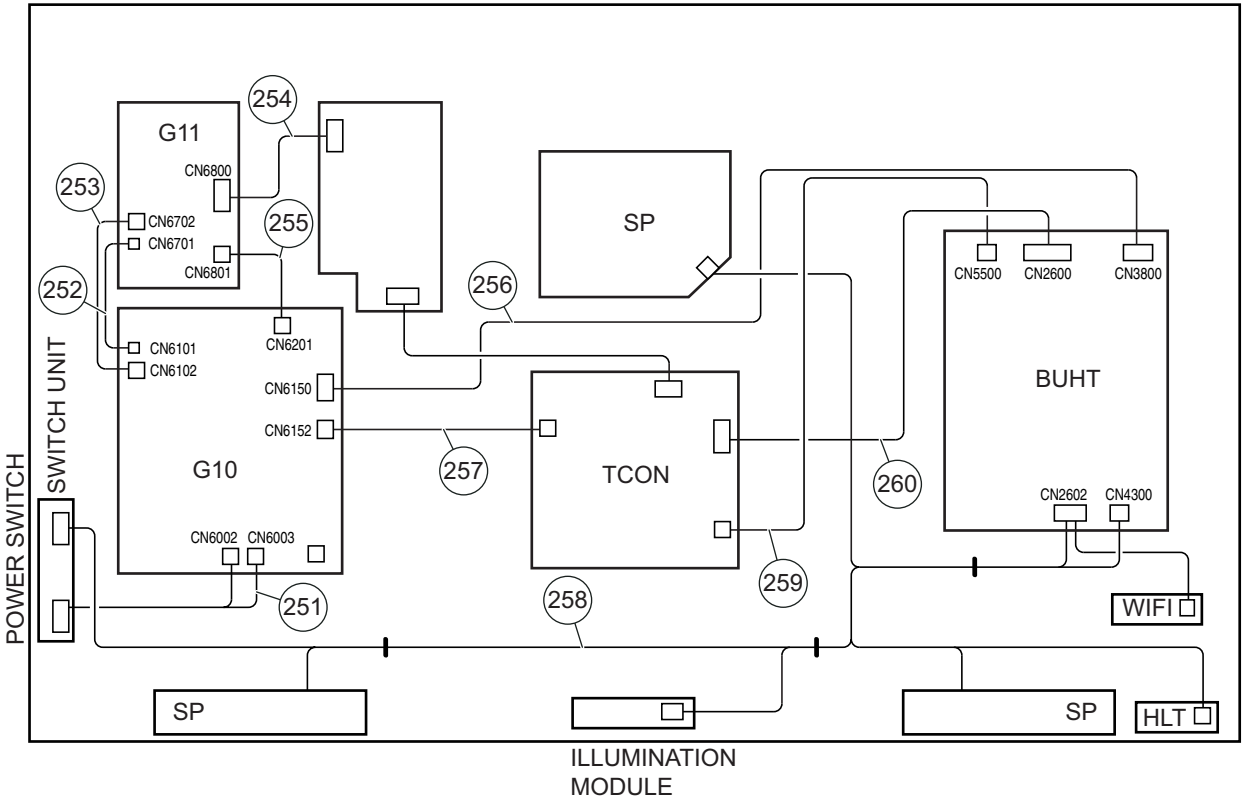 254
G11
CN6800
253
CN6702
255
SP
CN6701
CN6801
CN5500
CN2600
CN3800
252
256
CN6101
CN6201
CN6102
CN6150
BUHT
CN6152
SWITCH UNIT
POWER SWITCH
G10
257
TCON
260
CN2602
CN4300
CN6002
CN6003
259
251
258
WIFI
SP
SP
HLT
ILLUMINATION
MODULE